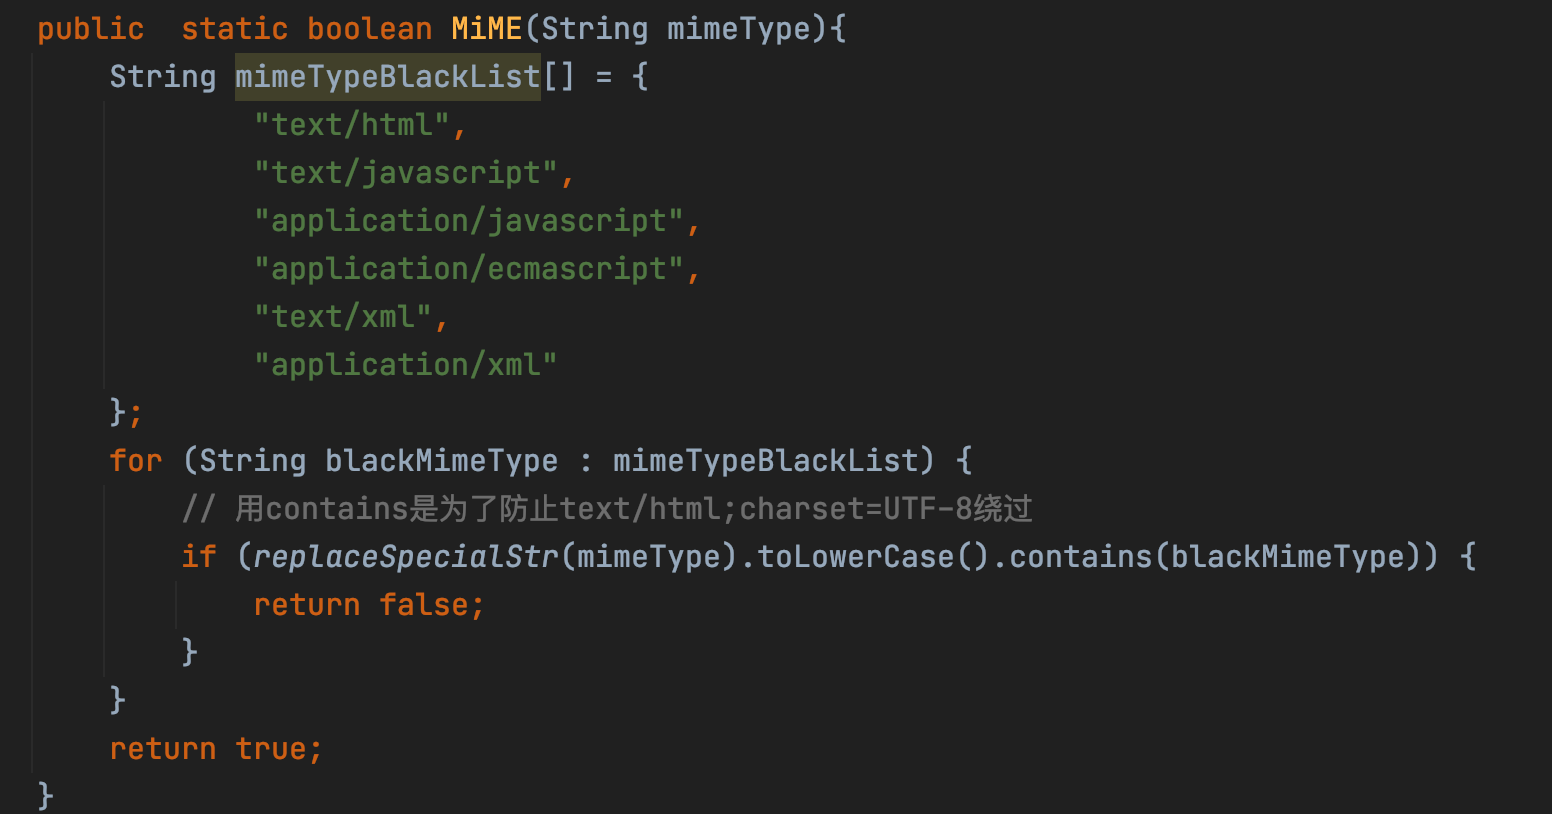 public  static boolean MiME(String mimeType){
    String mimeTypeBlackList[] = {
            "text/html",
            "text/javascript",
            "application/javascript",
            "application/ecmascript",
            "text/xml",
            "application/xml"
    };
    for (String blackMimeType : mimeTypeBlackList) {
        // 用contains是为了防止text/html;charset=UTF-8绕过
        if (replaceSpecialStr(mimeType).toLowerCase().contains(blackMimeType)) {
            return false;
        }
    }
    return true;
}